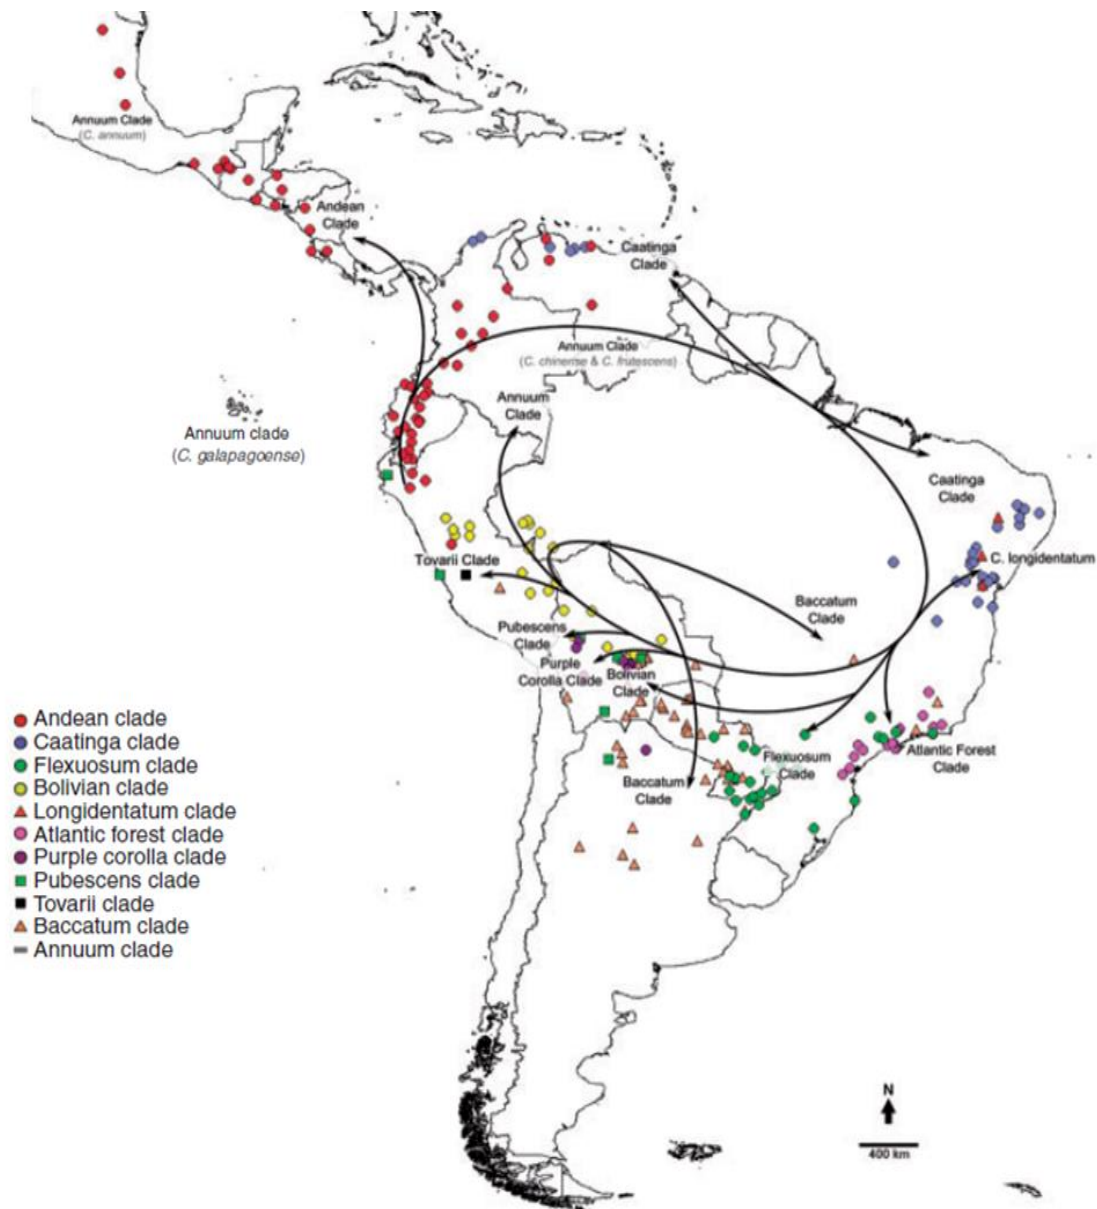 Annuum Clade
(C. annuum)
Andean
Clade
Caatinga
Clade
Annuum Clade
(C. chinense & C. frutescens)
Annuum
Clade
Annuum clade
(C. galapagoense)
Caatinga
Clade
C. longidentatum
Tovarii Clade
Baccatum
Clade
Pubescens
Clade
Purple
Corolla Clade
Bolivian
Clade
Flexuosum
Clade
Atlantic Forest
Clade
Baccatum
Clade
Andean clade
Caatinga clade
Flexuosum clade
Bolivian clade
Longidentatum clade
Atlantic forest clade
Purple corolla clade
Pubescens clade
Tovarii clade
Baccatum clade
Annuum clade
N
400 km